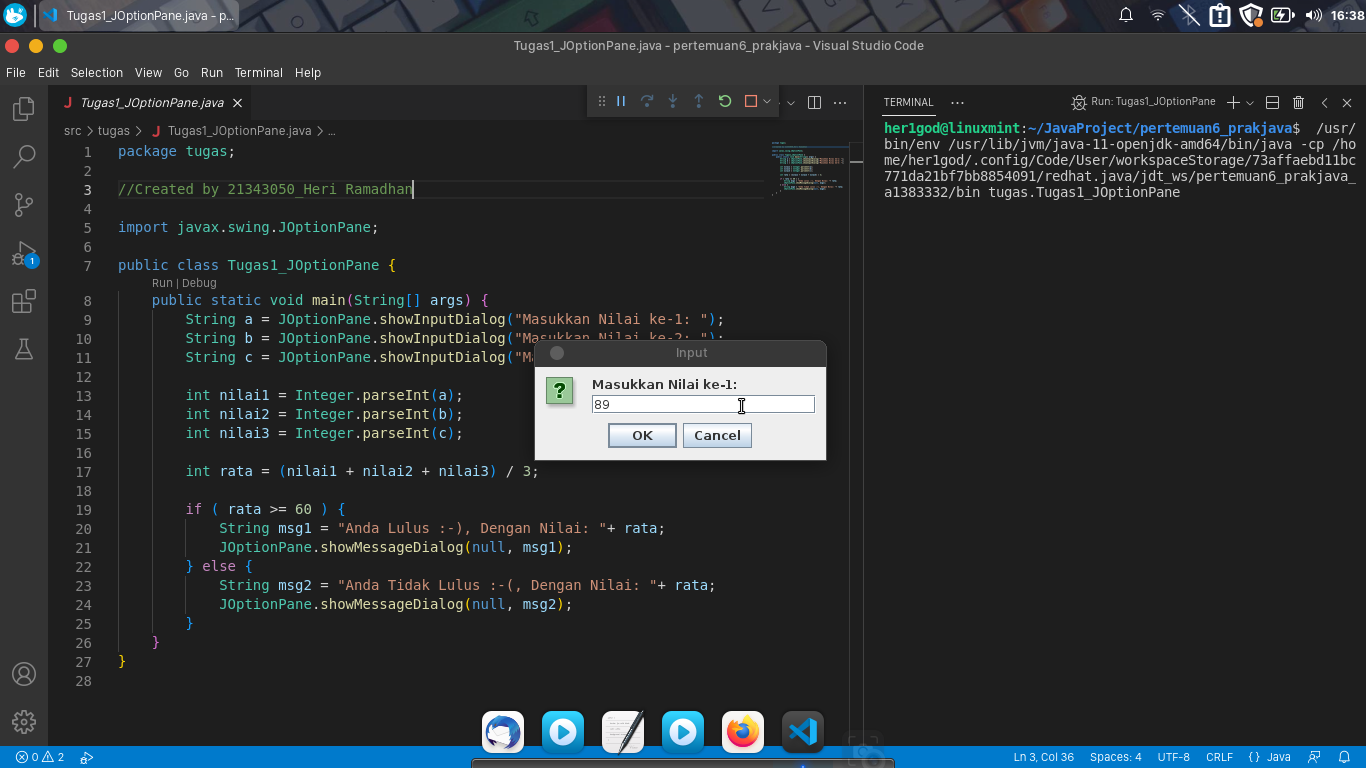 Tugas1_JOptionPane.java - p...
16:38
Tugas1_JOptionPane.java - pertemuan6_prakjava - Visual Studio Code
File Edit Selection View Go Run Terminal Help
J Tugas1_JOptionPane.java
src > tugas > J Tugas1_JOptionPane.java > ...
1 package tugas;
2
3 //Created by 21343050_Heri Ramadhan
4
5 import javax.swing.JOptionPane;
6
7 public class Tugas1_JOptionPane {
Run | Debug
8 public static void main(String[] args) {
9 String a = JOptionPane.showInputDialog("Masukkan Nilai ke-1: ");
10 String b = JOptionPane.showInputDialog("Masukkan Nilai ke-2: ");
11 String c = JOptionPane.showInputDialog("M
12
13 int nilai1 = Integer.parseInt(a);
14 int nilai2 = Integer.parseInt(b);
15 int nilai3 = Integer.parseInt(c);
16
17 int rata = (nilai1 + nilai2 + nilai3) / 3;
18
19 if ( rata >= 60 ) {
20 String msg1 = "Anda Lulus :-), Dengan Nilai: "+ rata;
21 JOptionPane.showMessageDialog(null, msg1);
22 } else {
23 String msg2 = "Anda Tidak Lulus :-(, Dengan Nilai: "+ rata;
24 JOptionPane.showMessageDialog(null, msg2);
25 }
26 }
27 }
28
Input
?
Masukkan Nilai ke-1:
89
OK Cancel
TERMINAL
Run: Tugas1_JOptionPane
her1god@linuxmint:~/JavaProject/pertemuan6_prakjava$ /usr/
bin/env /usr/lib/jvm/java-11-openjdk-amd64/bin/java -cp /ho
me/her1god/.config/Code/User/workspaceStorage/73affaebd11bc
771da21bf7bb8854091/redhat.java/jdt_ws/pertemuan6_prakjava_
a1383332/bin tugas.Tugas1_JOptionPane
1
0 2
Ln 3, Col 36 Spaces: 4 UTF-8 CRLF { } Java